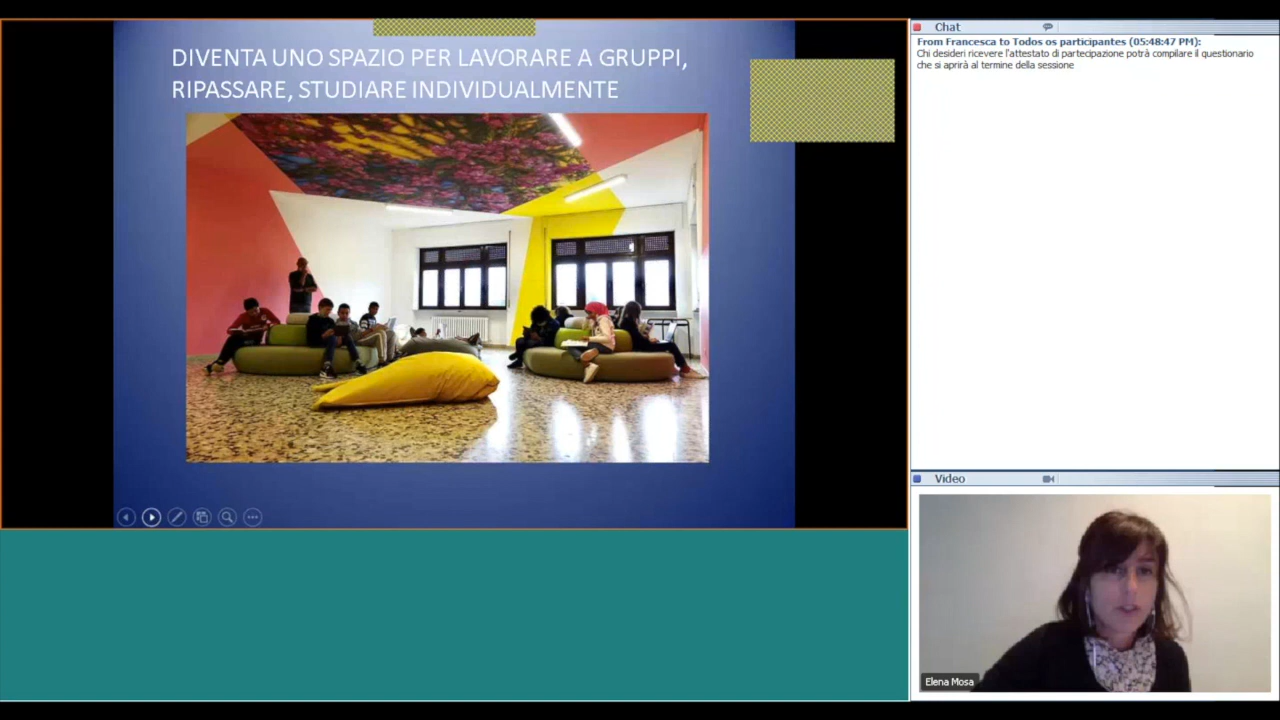 DIVENTA UNO SPAZIO PER LAVORARE A GRUPPI,
RIPASSARE, STUDIARE INDIVIDUALMENTE
Chat
From Francesca to Todos os participantes (05:48:47 PM):
Chi desideri ricevere l'attestato di partecipazione potrà compilare il questionario
che si aprirà al termine della sessione
Video
Elena Mosa